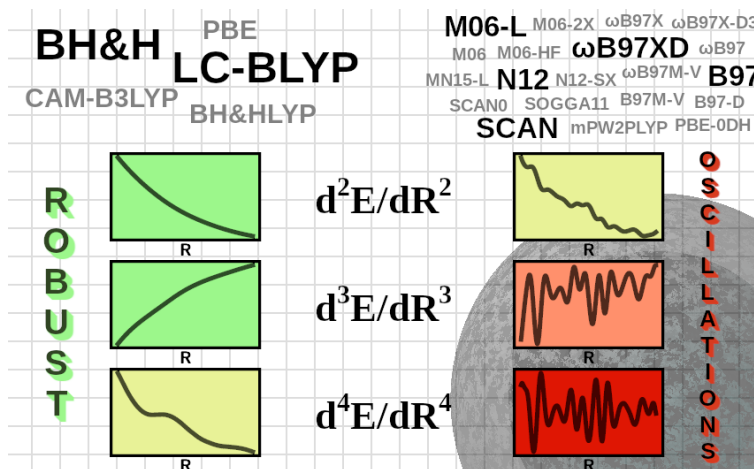 BH&H
PBE
LC-BLYP
CAM-B3LYP
BH&HLYP
M06-L M06-2X ωB97X ωB97X-D3
M06 M06-HF ωB97XD ωB97
MN15-L N12 N12-SX ωB97M-V B97
SCAN0 SOGGA11 B97M-V B97-D
SCAN mPW2PLYP PBE-0DH
ROBUST
d²E/dR²
R
R
d³E/dR³
R
R
d⁴E/dR⁴
R
R
OSCILLATIONS